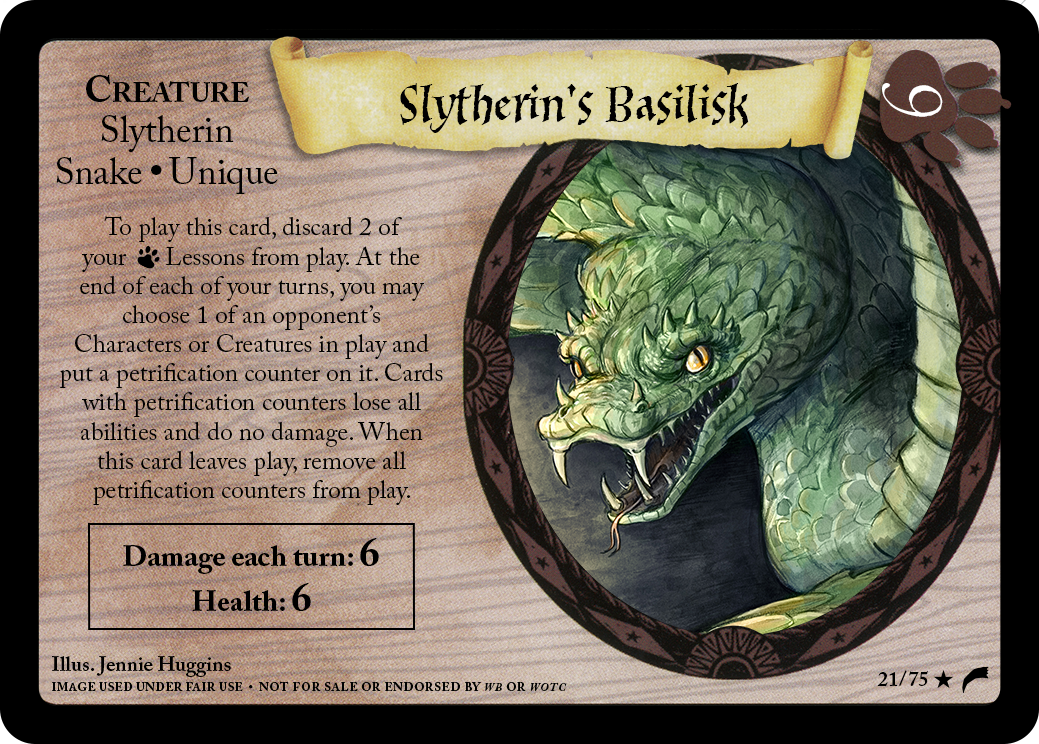 Slytherin's Basilisk
6
CREATURE
Slytherin
Snake • Unique
To play this card, discard 2 of
your Lessons from play. At the
end of each of your turns, you may
choose 1 of an opponent's
Characters or Creatures in play and
put a petrification counter on it. Cards
with petrification counters lose all
abilities and do no damage. When
this card leaves play, remove all
petrification counters from play.
Damage each turn: 6
Health: 6
Illus. Jennie Huggins
IMAGE USED UNDER FAIR USE • NOT FOR SALE OR ENDORSED BY WB OR WOTC
21/75 ★